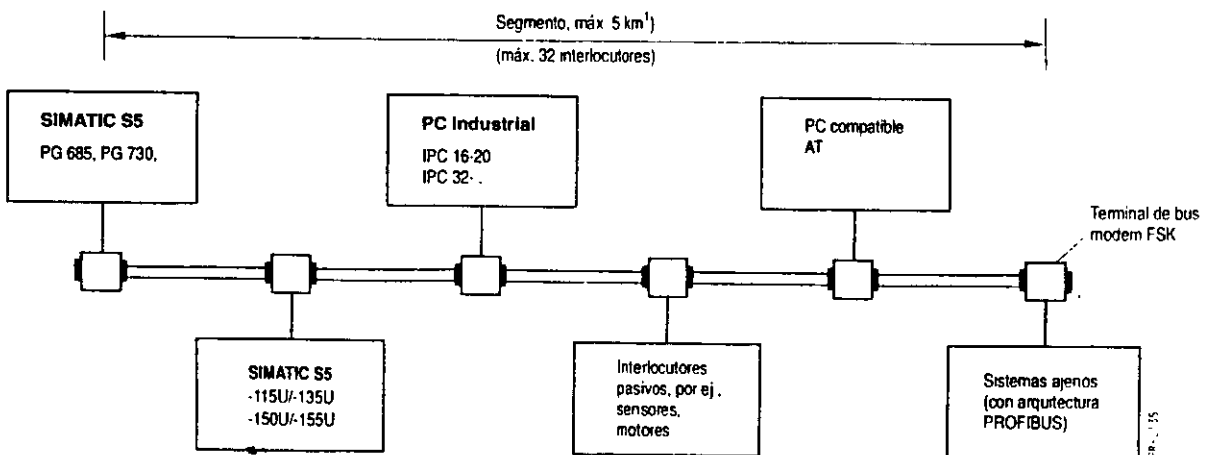 Segmento, máx 5 km¹)
(máx. 32 interlocutores)
SIMATIC S5
PG 685, PG 730,
PC Industrial
IPC 16-20
IPC 32- .
PC compatible
AT
Terminal de bus
modem FSK
SIMATIC S5
-115U/-135U
-150U/-155U
Interlocutores
pasivos, por ej.,
sensores,
motores
Sistemas ajenos
(con arquitectura
PROFIBUS)